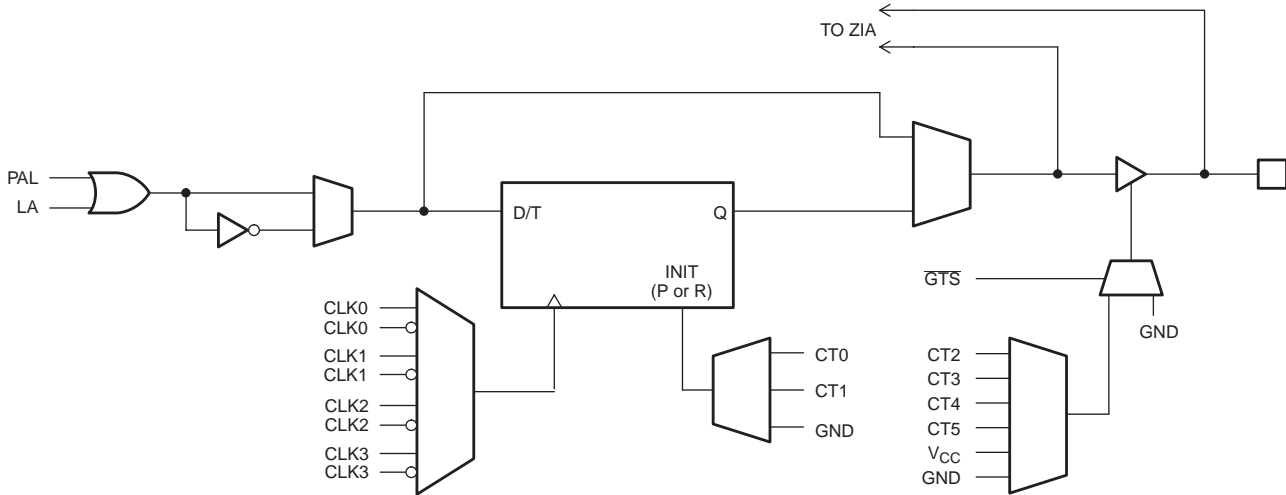 TO ZIA
PAL
LA
D/T
Q
INIT
(P or R)
GTS
GND
CLK0
CLK0
CLK1
CLK1
CLK2
CLK2
CLK3
CLK3
CT0
CT1
GND
CT2
CT3
CT4
CT5
VCC
GND